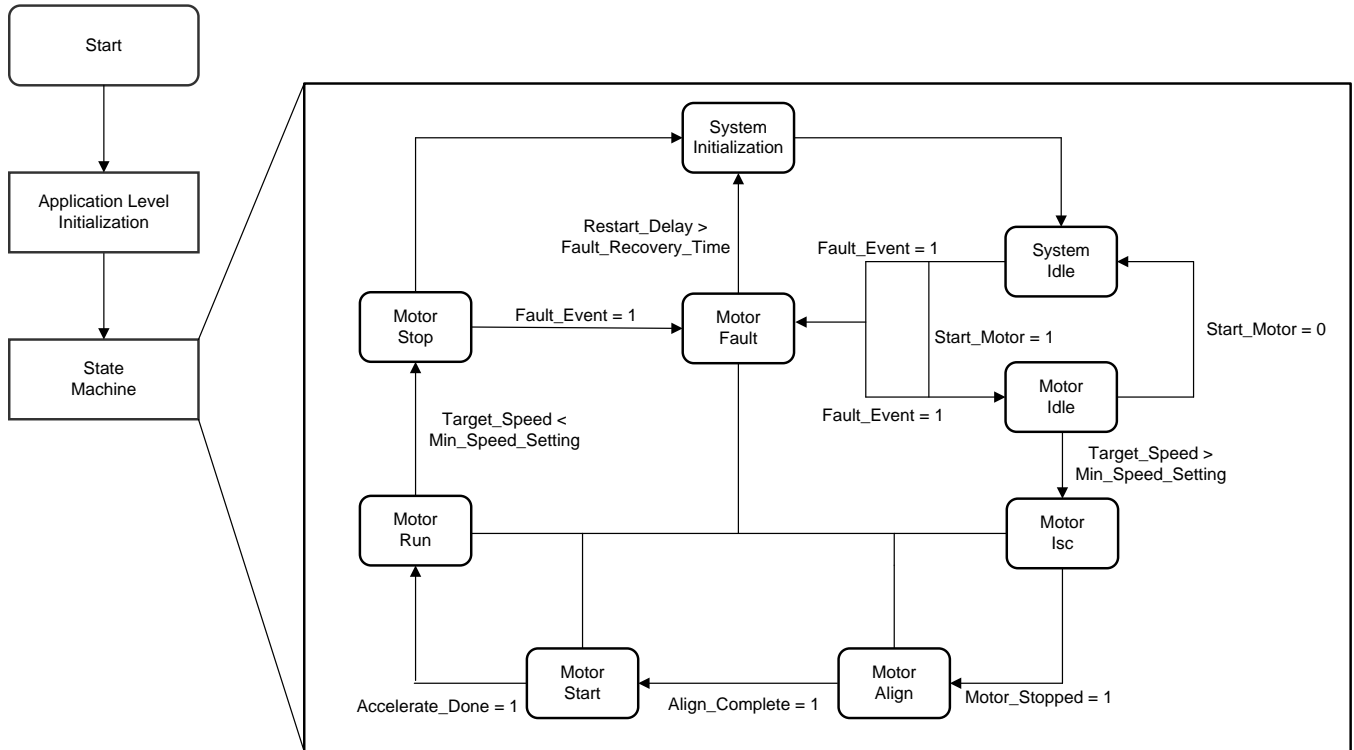 Start
Application Level
Initialization
State
Machine
System
Initialization
Restart_Delay >
Fault_Recovery_Time
Fault_Event = 1
System
Idle
Motor
Stop
Fault_Event = 1
Motor
Fault
Start_Motor = 1
Start_Motor = 0
Motor
Idle
Fault_Event = 1
Target_Speed <
Min_Speed_Setting
Target_Speed >
Min_Speed_Setting
Motor
Run
Motor
Isc
Motor
Start
Motor
Align
Accelerate_Done = 1
Align_Complete = 1
Motor_Stopped = 1